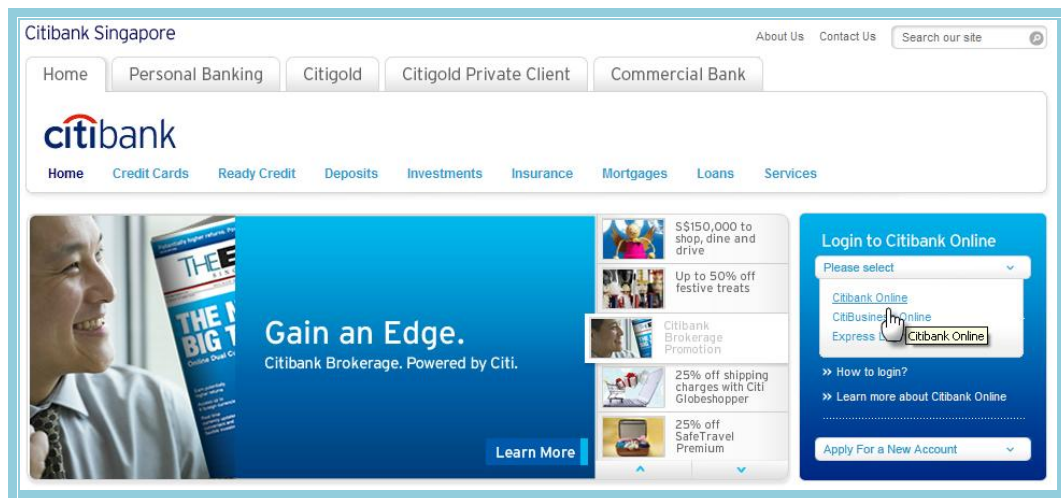 Citibank Singapore
About Us Contact Us Search our site
Home Personal Banking Citigold Citigold Private Client Commercial Bank
citibank
Home Credit Cards Ready Credit Deposits Investments Insurance Mortgages Loans Services
THE
THE
BIG
Gain an Edge.
Citibank Brokerage. Powered by Citi.
Learn More
S$150,000 to
shop, dine and
drive
Up to 50% off
festive treats
Citibank
Brokerage
Promotion
25% off shipping
charges with Citi
Globeshopper
25% off
SafeTravel
Premium
Login to Citibank Online
Please select
Citibank Online
Online
Express
Citibank Online
>> How to login?
>> Learn more about Citibank Online
Apply For a New Account